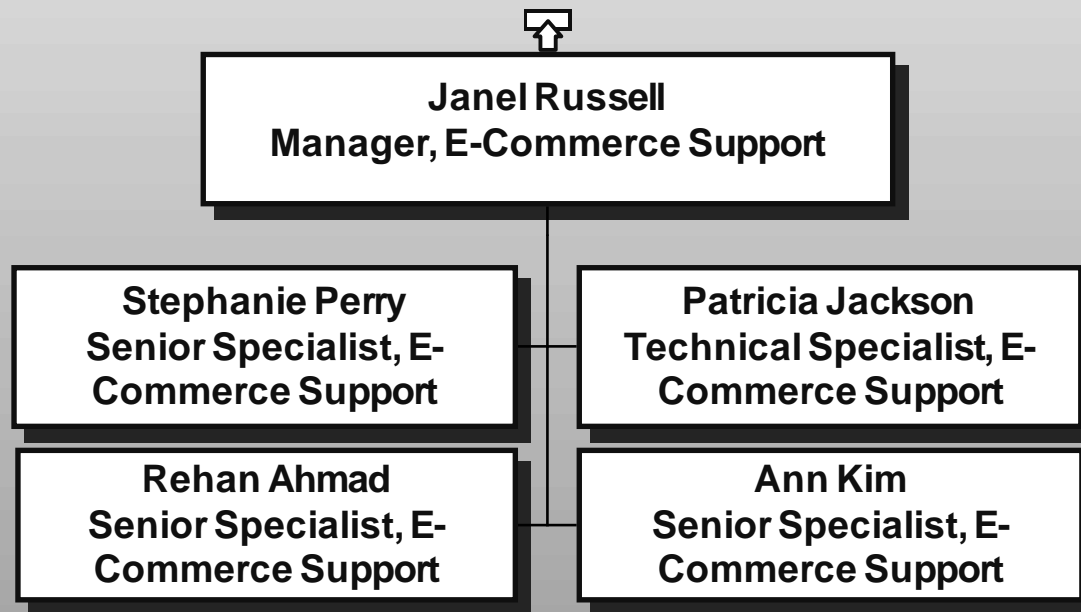 Janel Russell
Manager, E-Commerce Support
Stephanie Perry
Senior Specialist, E-
Commerce Support
Patricia Jackson
Technical Specialist, E-
Commerce Support
Rehan Ahmad
Senior Specialist, E-
Commerce Support
Ann Kim
Senior Specialist, E-
Commerce Support